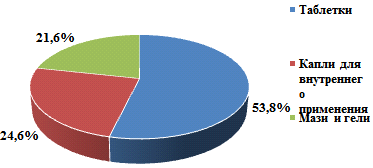 21,6%
53,8%
24,6%
Таблетки
Капли для
внутреннег
о
применения
Мази и гели